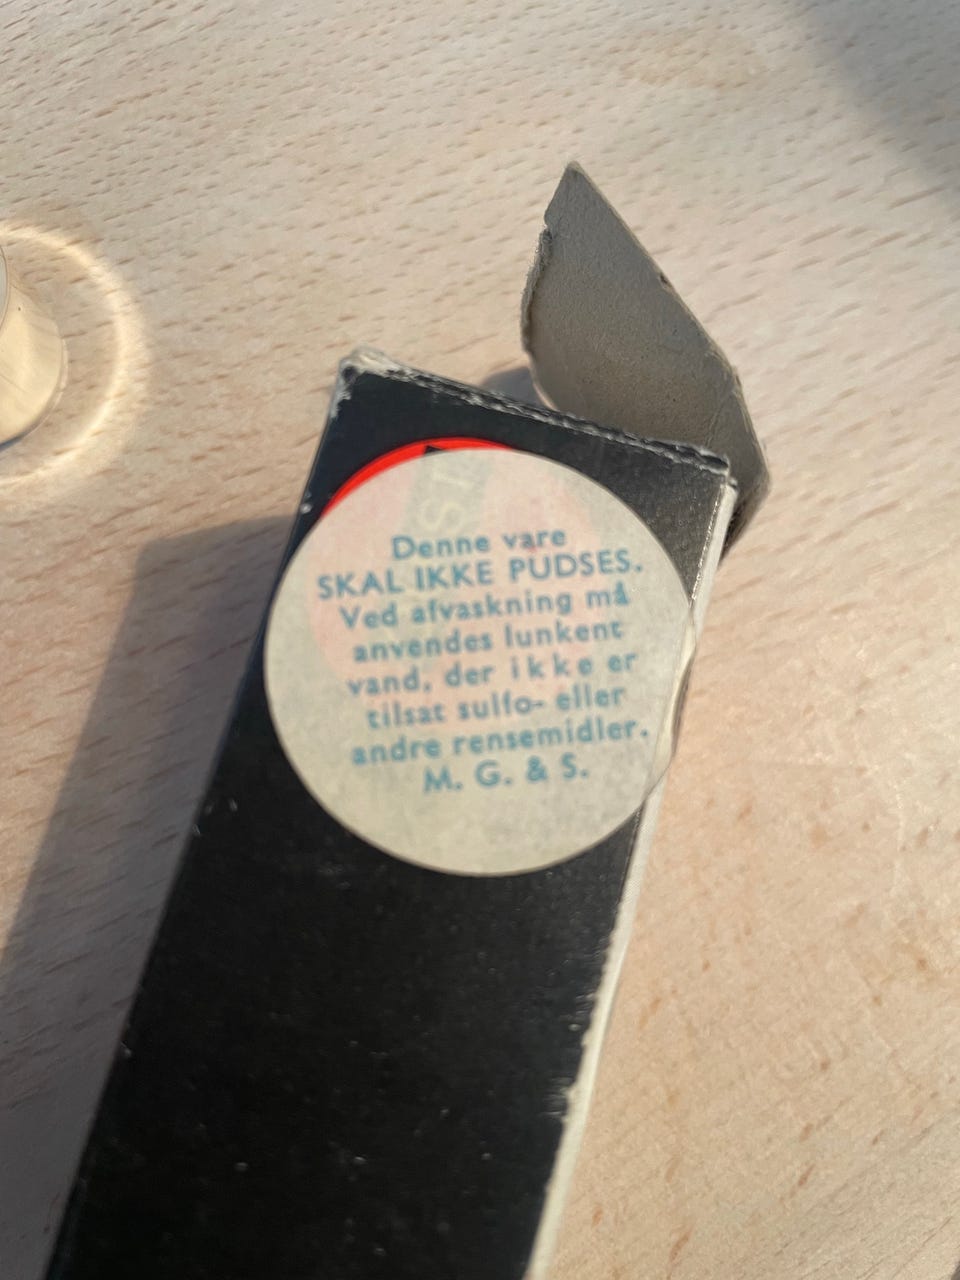 Denne vare
SKAL IKKE PUDSES.
Ved afvaskning må
anvendes lunkent
vand, der ikke er
tilsat sulfo- eller
andre rensemidler.
M. G. & S.